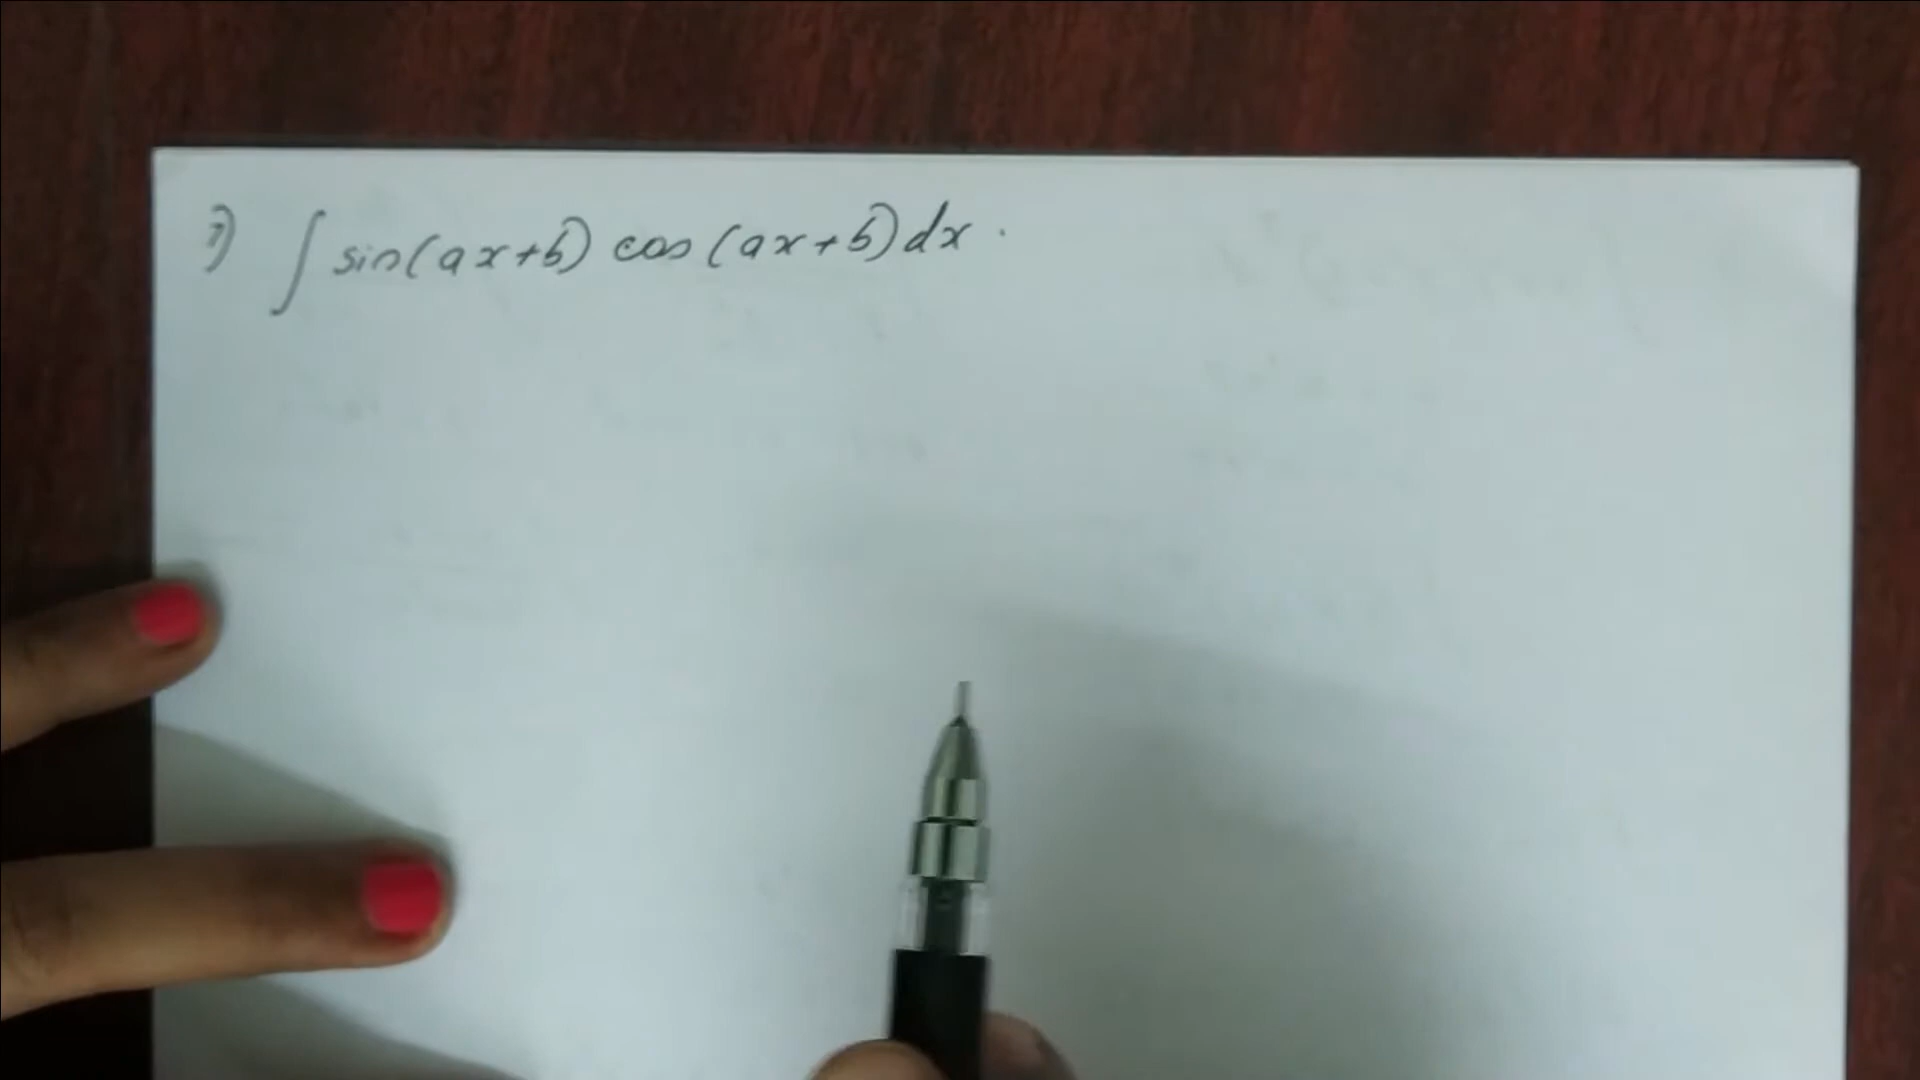 7) ∫ sin(ax+b) cos(ax+b)dx.